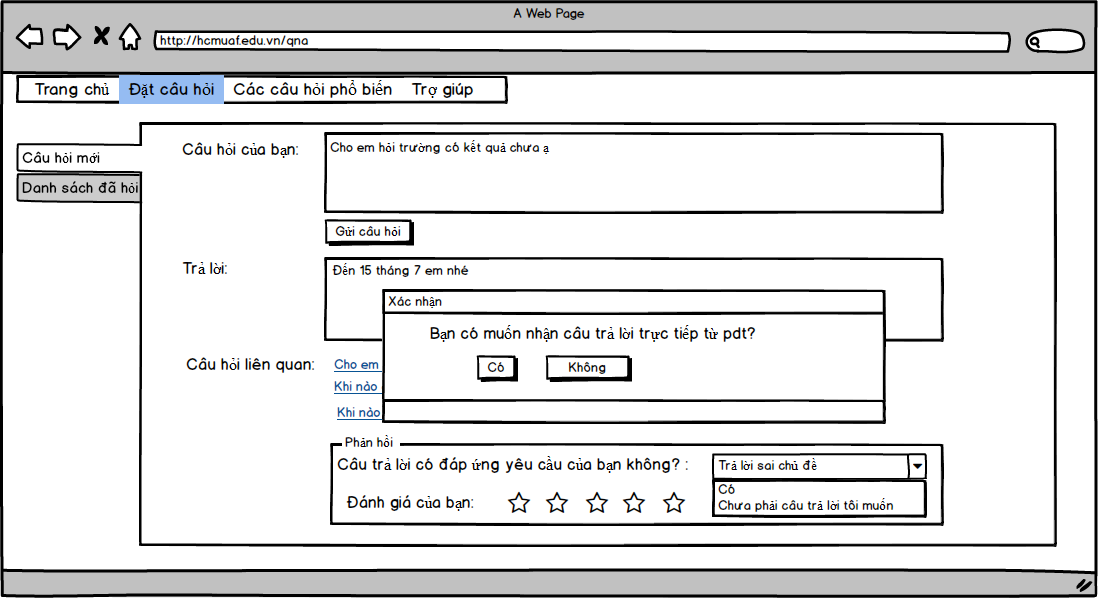 A Web Page
http://hcmuaf.edu.vn/qna
Trang chủ Đặt câu hỏi Các câu hỏi phổ biến Trợ giúp
Câu hỏi mới
Danh sách đã hỏi
Câu hỏi của bạn:
Cho em hỏi trường có kết quả chưa ạ
Gửi câu hỏi
Trả lời:
Đến 15 tháng 7 em nhé
Xác nhận
Bạn có muốn nhận câu trả lời trực tiếp từ pdt?
Có Không
Câu hỏi liên quan:
Cho em
Khi nào
Khi nào
Phản hồi
Câu trả lời có đáp ứng yêu cầu của bạn không? :
Trả lời sai chủ đề
Có
Chưa phải câu trả lời tôi muốn
Đánh giá của bạn: